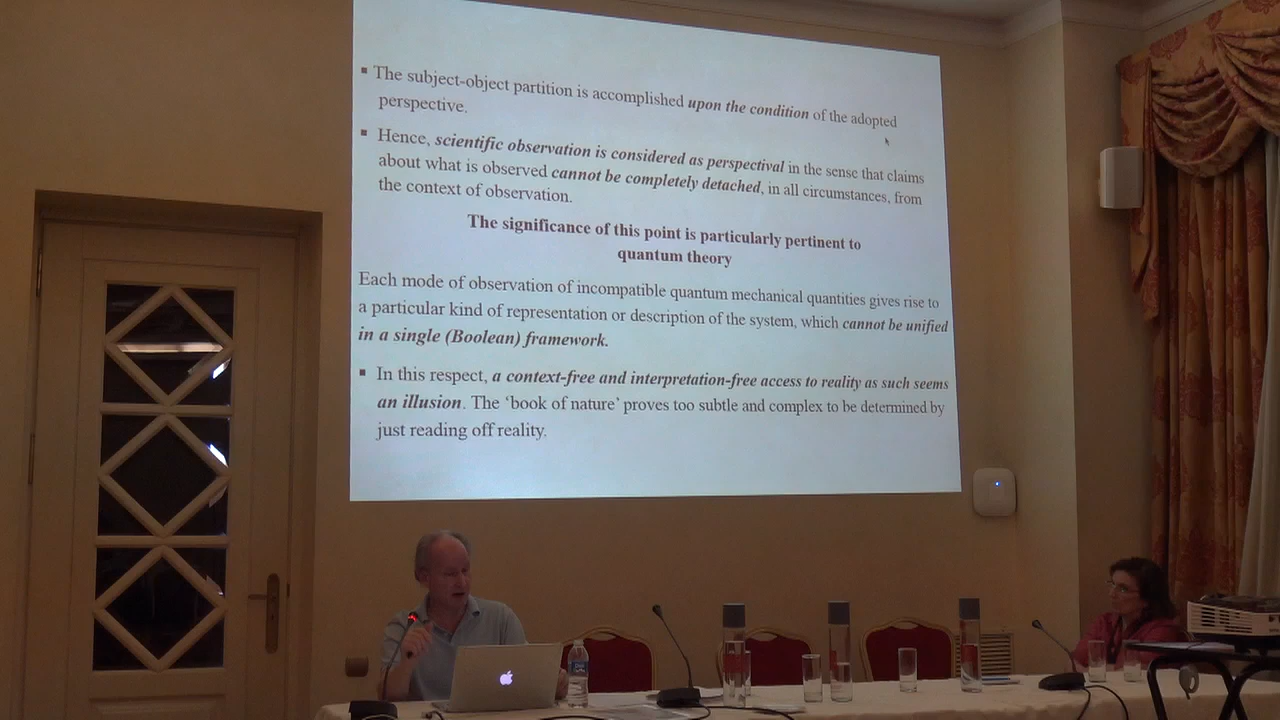 ▪ The subject-object partition is accomplished upon the condition of the adopted
perspective.
▪ Hence, scientific observation is considered as perspectival in the sense that claims
about what is observed cannot be completely detached, in all circumstances, from
the context of observation.
The significance of this point is particularly pertinent to
quantum theory
Each mode of observation of incompatible quantum mechanical quantities gives rise to
a particular kind of representation or description of the system, which cannot be unified
in a single (Boolean) framework.
▪ In this respect, a context-free and interpretation-free access to reality as such seems
an illusion. The ‘book of nature’ proves too subtle and complex to be determined by
just reading off reality.